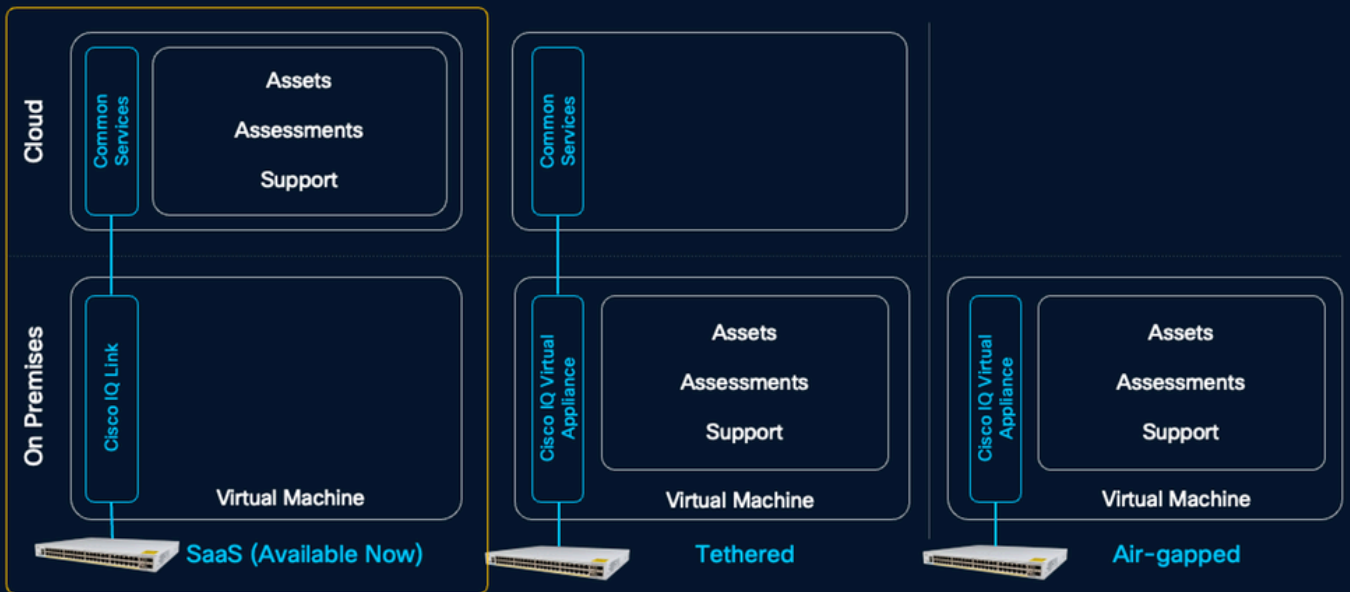 Cloud
Common
Services
Assets
Assessments
Support
Common
Services
On Premises
Cisco IQ Link
Virtual Machine
Cisco IQ Virtual
Appliance
Assets
Assessments
Support
Virtual Machine
Cisco IQ Virtual
Appliance
Assets
Assessments
Support
Virtual Machine
SaaS (Available Now)
Tethered
Air-gapped